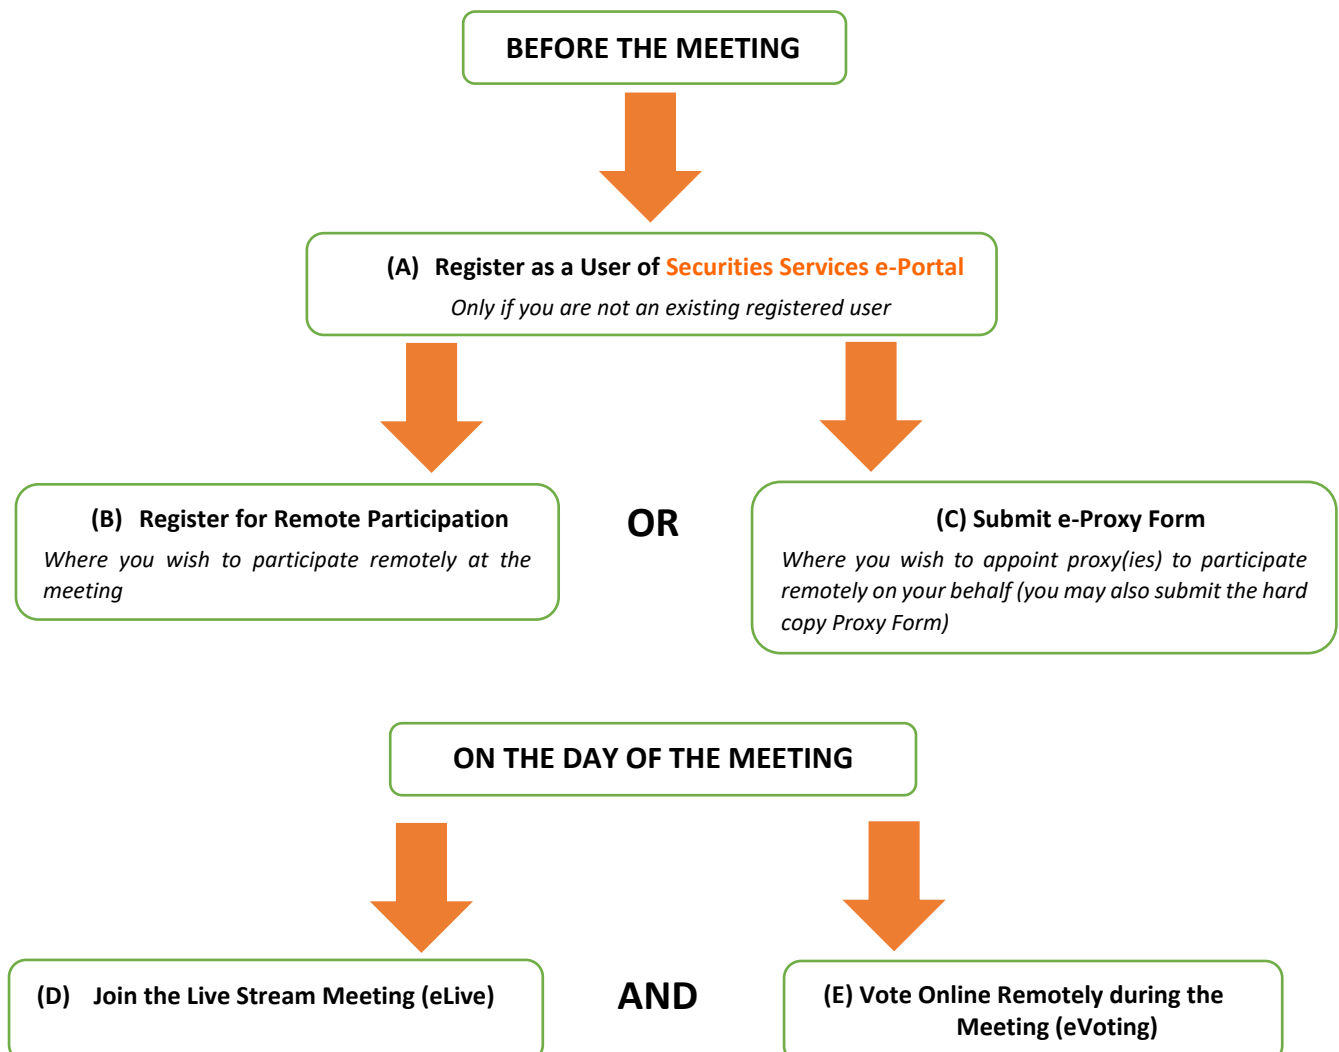 BEFORE THE MEETING
(A) Register as a User of Securities Services e-Portal
Only if you are not an existing registered user
(B) Register for Remote Participation
Where you wish to participate remotely at the
meeting
OR
(C) Submit e-Proxy Form
Where you wish to appoint proxy(ies) to participate
remotely on your behalf (you may also submit the hard
copy Proxy Form)
ON THE DAY OF THE MEETING
(D) Join the Live Stream Meeting (eLive)
AND
(E) Vote Online Remotely during the
Meeting (eVoting)